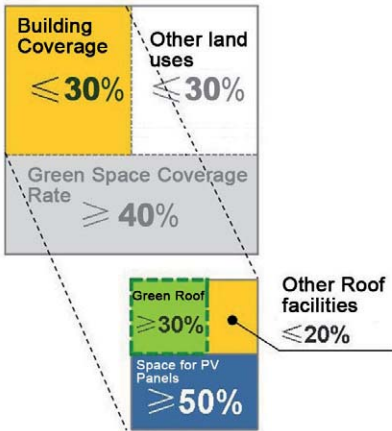 Building
Coverage
≤30%
Other land
uses
≤30%
Green Space Coverage
Rate
≥ 40%
Green Roof
≥30%
Other Roof
facilities
≤20%
Space for PV
Panels
≥50%